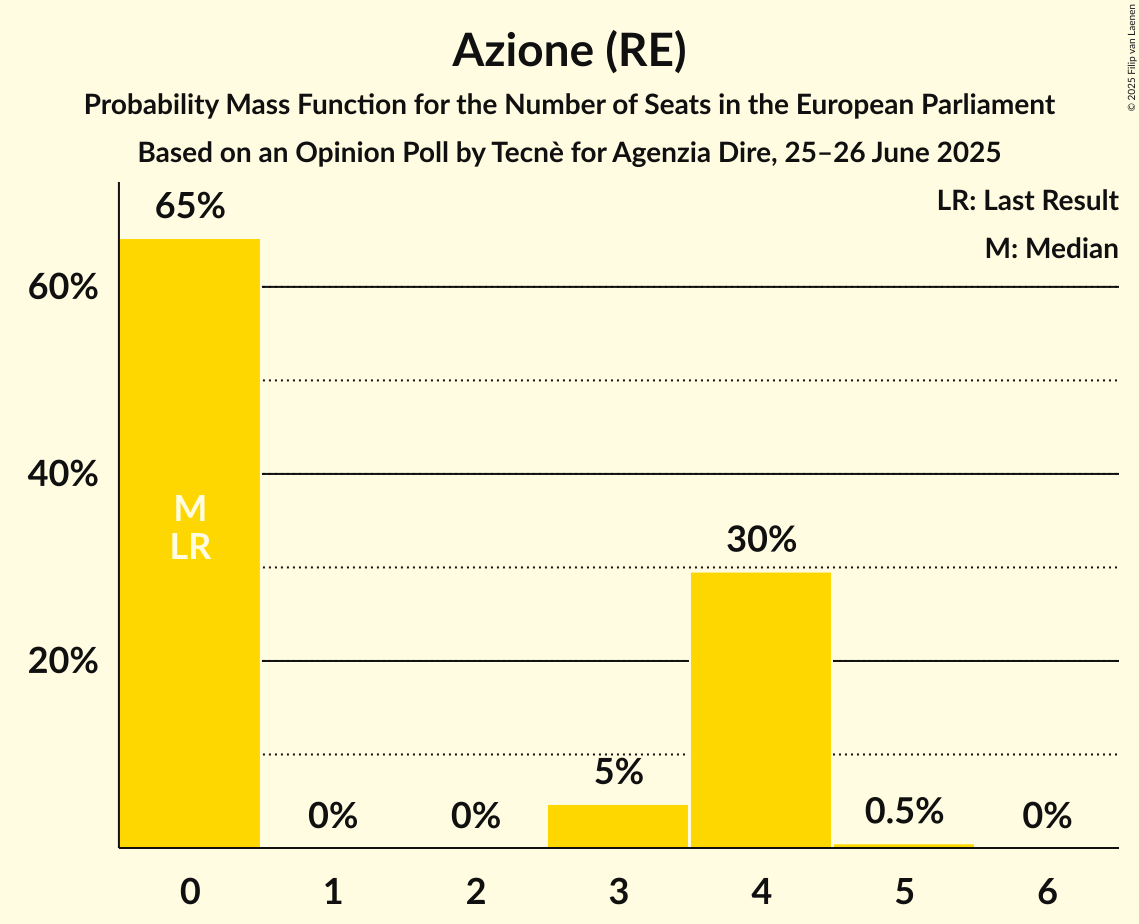 Azione (RE)
Probability Mass Function for the Number of Seats in the European Parliament
Based on an Opinion Poll by Tecnè for Agenzia Dire, 25–26 June 2025
© 2025 Filip van Laenen
LR: Last Result
M: Median
65%
60%
40%
20%
M
LR
0%
0%
5%
30%
0.5%
0%
0
1
2
3
4
5
6